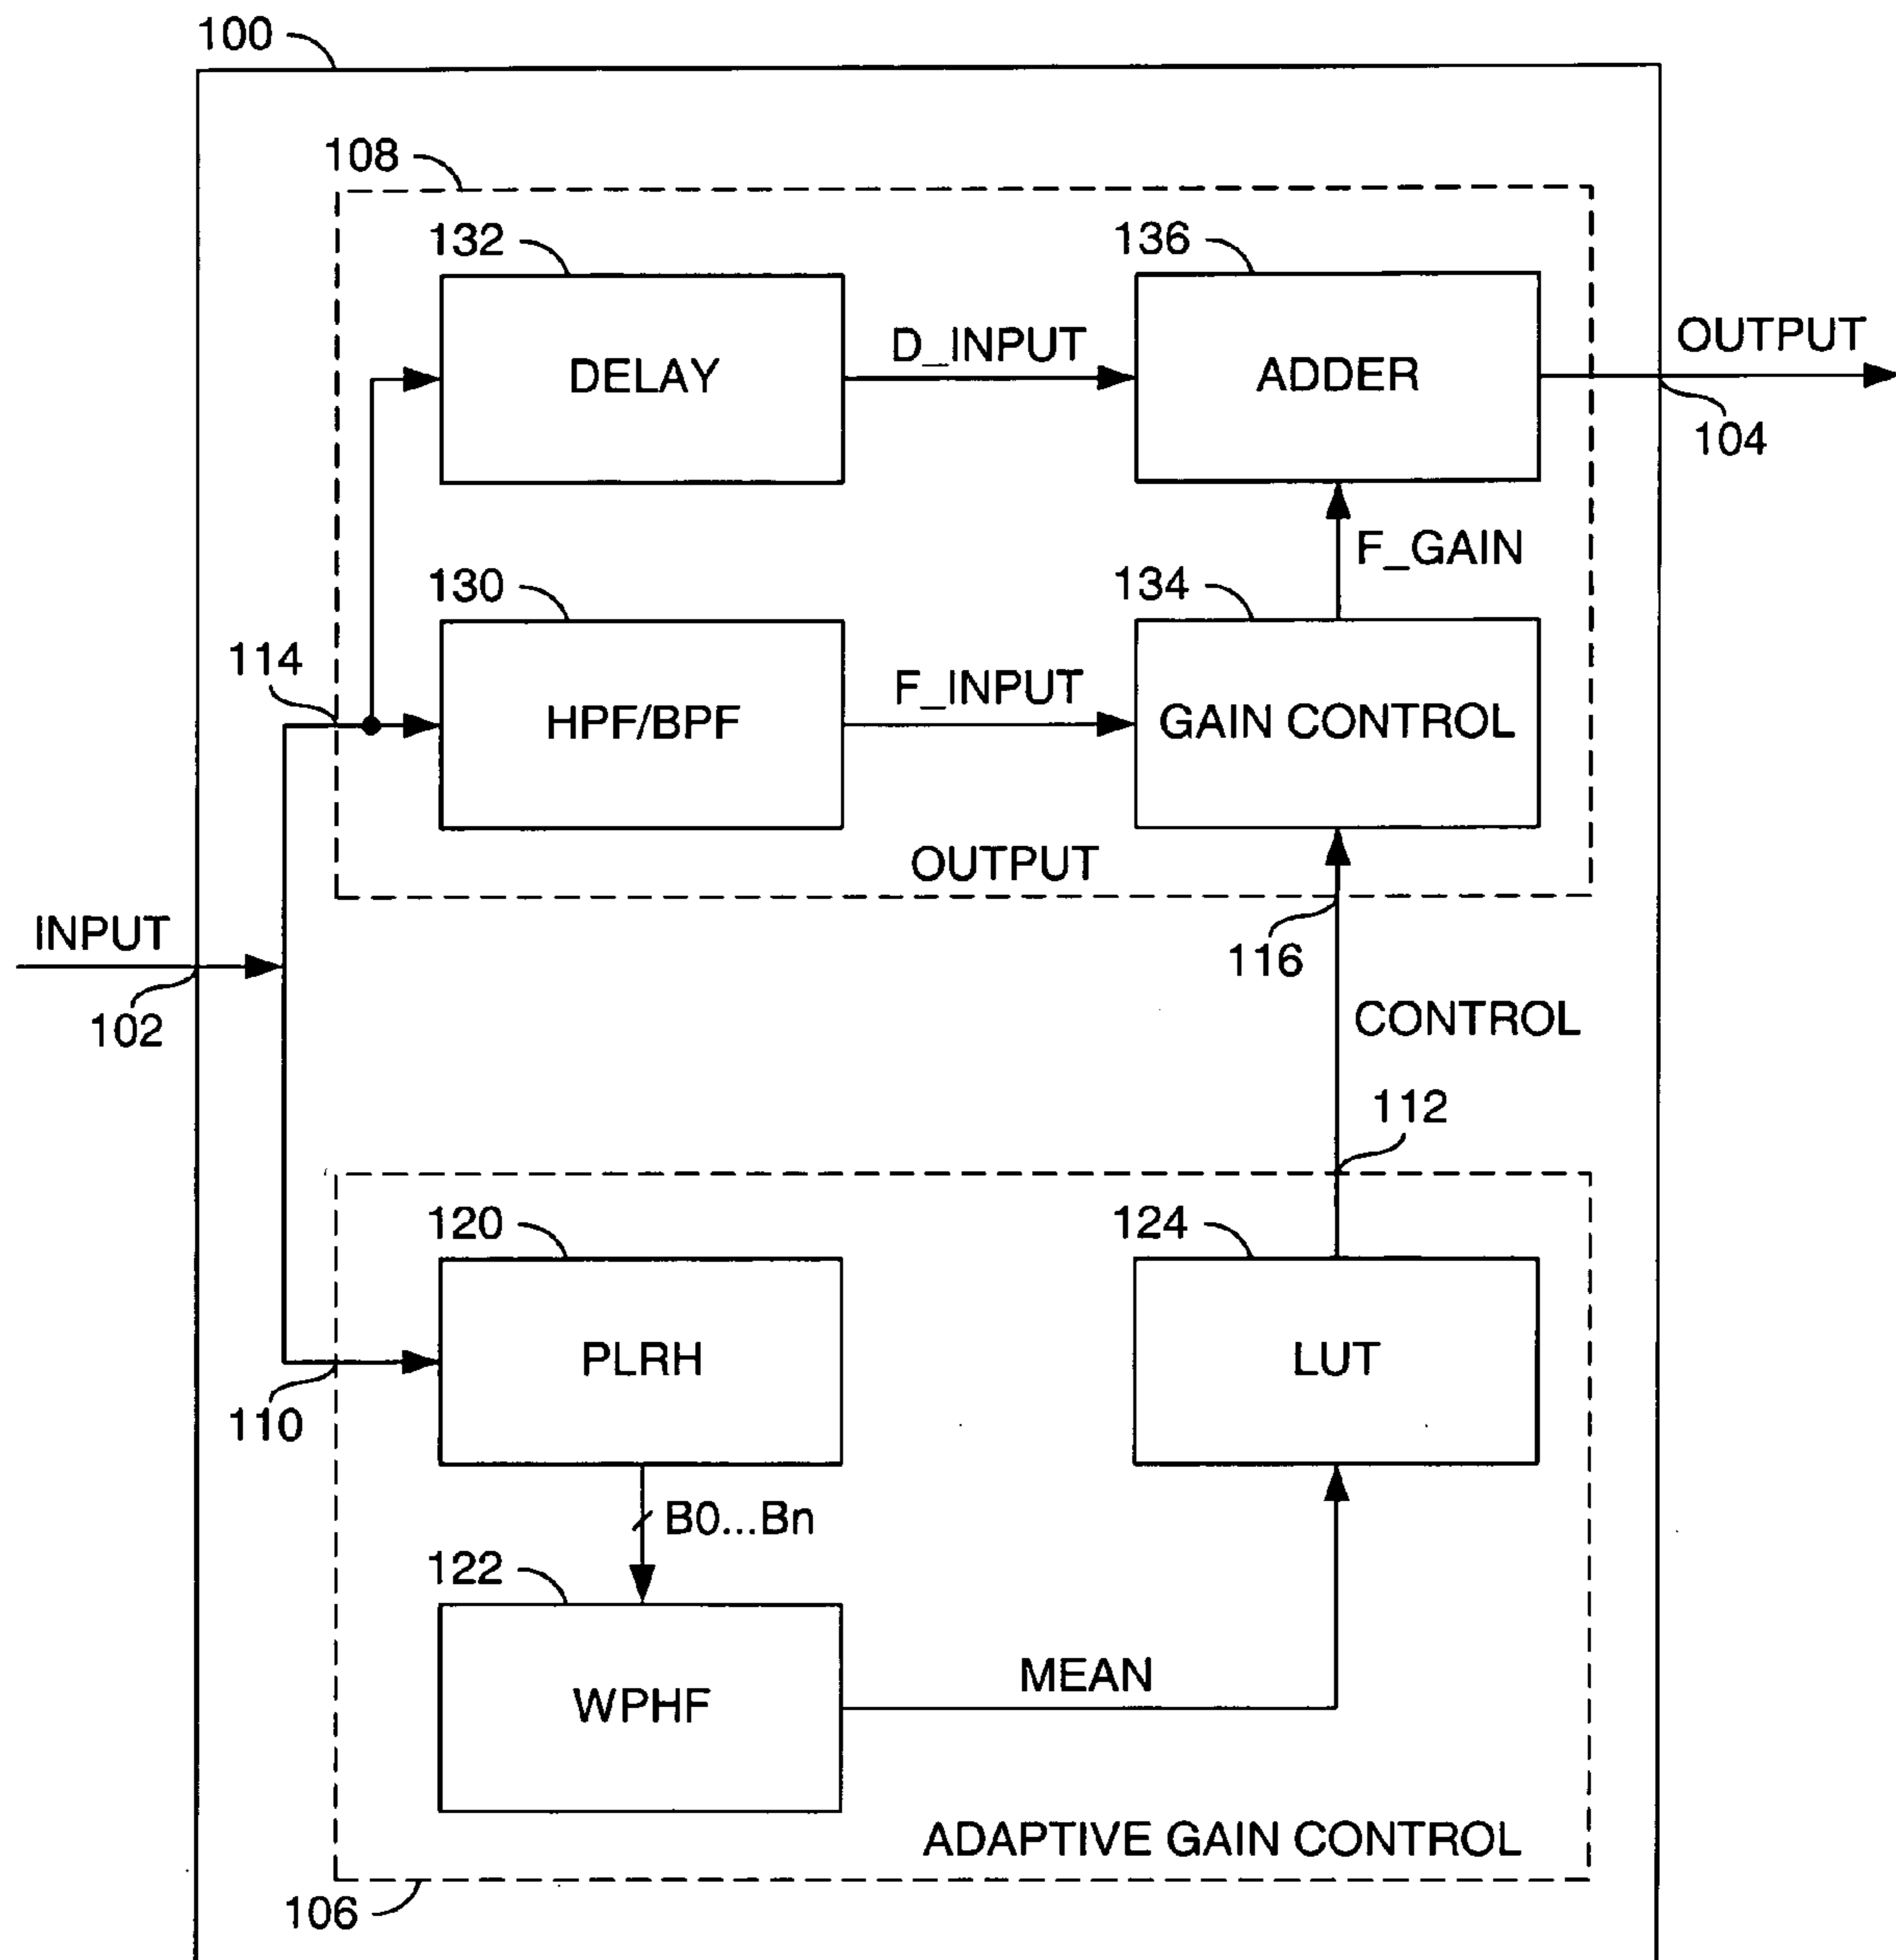 100
108
132
136
DELAY
D_INPUT
ADDER
OUTPUT
104
F_GAIN
130
134
114
HPF/BPF
F_INPUT
GAIN CONTROL
OUTPUT
INPUT
102
116
CONTROL
112
120
124
PLRH
LUT
110
B0...Bn
122
WPHF
MEAN
ADAPTIVE GAIN CONTROL
106